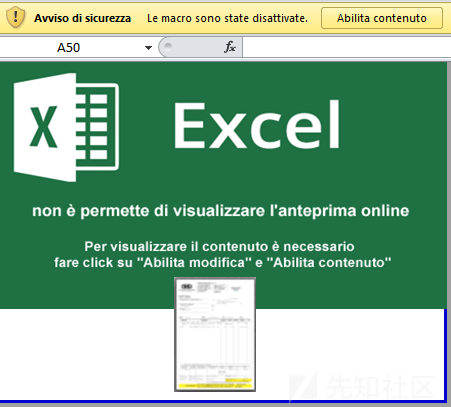 Avviso di sicurezza Le macro sono state disattivate. Abilita contenuto
A50 fx
X Excel
non è permette di visualizzare l'anteprima online
Per visualizzare il contenuto è necessario
fare click su "Abilita modifica" e "Abilita contenuto"
先知社区